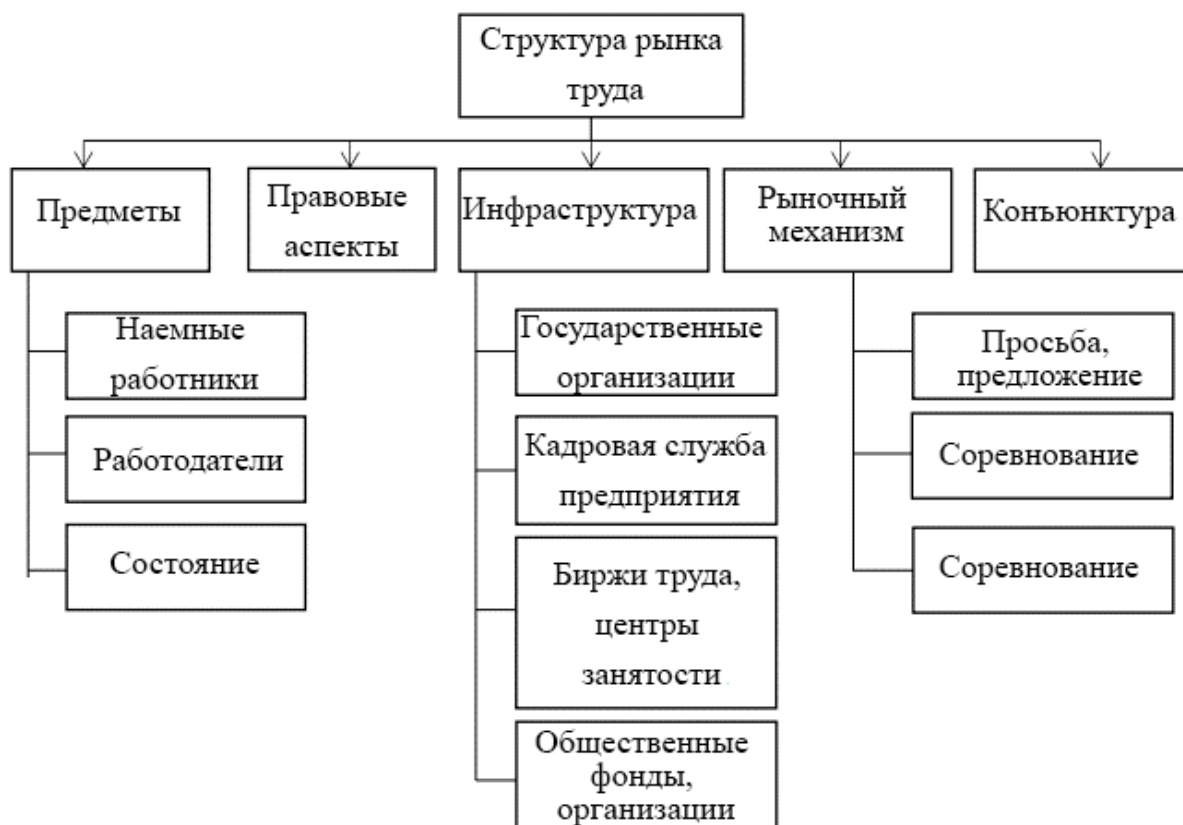 Структура рынка
труда
Предметы
Правовые
аспекты
Инфраструктура
Рыночный
механизм
Конъюнктура
Наемные
работники
Работодатели
Состояние
Государственные
организации
Кадровая служба
предприятия
Биржи труда,
центры
занятости
Общественные
фонды,
организации
Просьба,
предложение
Соревнование
Соревнование